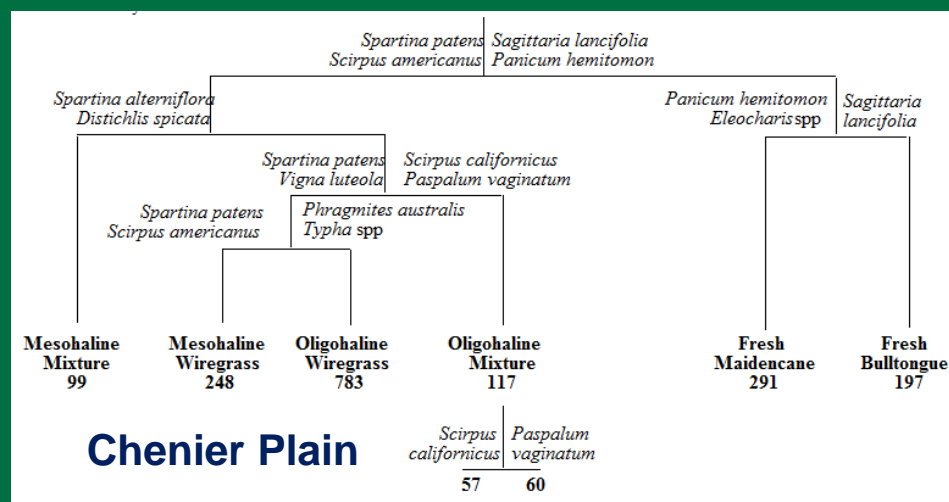 Spartina patens Sagittaria lancifolia
Scirpus americanus Panicum hemitomon
Spartina alterniflora
Distichlis spicata
Panicum hemitomon
Eleocharis spp
Sagittaria
lancifolia
Spartina patens Scirpus californicus
Vigna luteola Paspalum vaginatum
Spartina patens
Scirpus americanus
Phragmites australis
Typha spp
Mesohaline
Mixture
99
Mesohaline
Wiregrass
248
Oligohaline
Wiregrass
783
Oligohaline
Mixture
117
Fresh
Maidencane
291
Fresh
Bulltongue
197
Chenier Plain
Scirpus
californicus
Paspalum
vaginatum
57 60